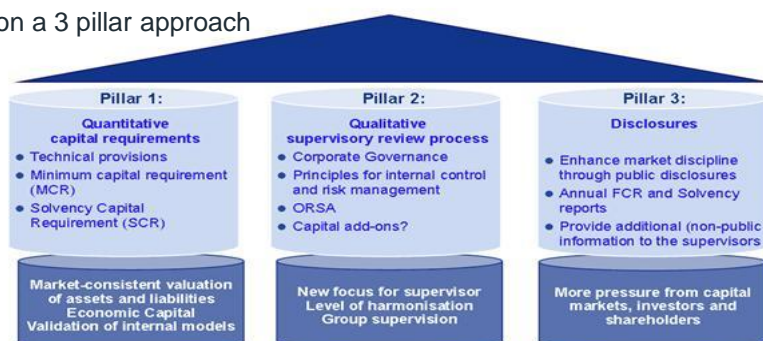 on a 3 pillar approach
Pillar 1:
Quantitative
capital requirements
• Technical provisions
• Minimum capital requirement
(MCR)
• Solvency Capital
Requirement (SCR)
Market-consistent valuation
of assets and liabilities
Economic Capital
Validation of internal models
Pillar 2:
Qualitative
supervisory review process
• Corporate Governance
• Principles for internal control
and risk management
• ORSA
• Capital add-ons?
New focus for supervisor
Level of harmonisation
Group supervision
Pillar 3:
Disclosures
• Enhance market discipline
through public disclosures
• Annual FCR and Solvency
reports
• Provide additional (non-public
information to the supervisors
More pressure from capital
markets, investors and
shareholders